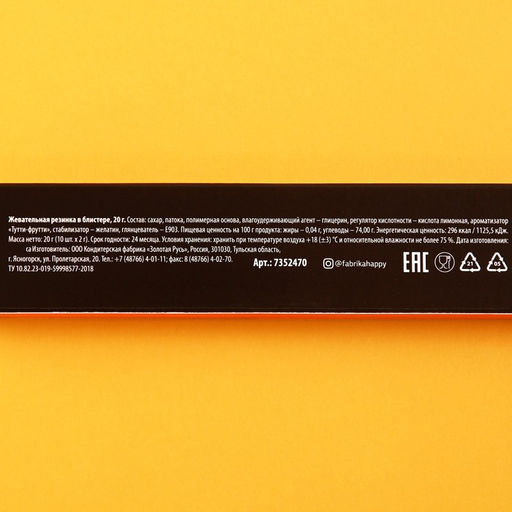 Жевательная резинка в блистере, 20 г. Состав: сахар, патока, полимерная основа, влагоудерживающий агент – глицерин, регулятор кислотности – кислота лимонная, ароматизатор
«Тутти-фрутти», стабилизатор – желатин, глянцеватель – Е903. Пищевая ценность на 100 г продукта: жиры – 0,04 г, углеводы – 74,00 г. Энергетическая ценность: 296 ккал / 1125,5 кДж.
Масса нетто: 20 г (10 шт. х 2 г). Срок годности: 24 месяца. Условия хранения: хранить при температуре воздуха +18 (±3) °С и относительной влажности не более 75 %. Дата изготовления:
са Изготовитель: ООО Кондитерская фабрика «Золотая Русь», Россия, 301030, Тульская область,
г. Ясногорск, ул. Пролетарская, 20. Тел.: +7 (48766) 4-01-11; факс: 8 (48766) 4-02-70.
ТУ 10.82.23-019-59998577-2018
Арт.: 7352470
@fabrikahappy
EAC
21
05